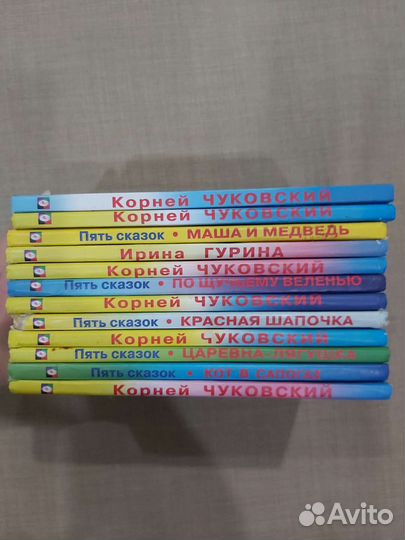 Корней ЧУКОВСКИЙ
Корней ЧУКОВСКИЙ
Пять сказок • МАША И МЕДВЕДЬ
Ирина ГУРИНА
Корней ЧУКОВСКИЙ
Пять сказок • ПО ЩУЧЬЕМУ ВЕЛЕНЬЮ
Корней ЧУКОВСКИЙ
Пять сказок • КРАСНАЯ ШАПОЧКА
Корней ЧУКОВСКИЙ
Пять сказок • ЦАРЕВНА-ЛЯГУШКА
Пять сказок • КОТ В САПОГАХ
Корней ЧУКОВСКИЙ
Avito